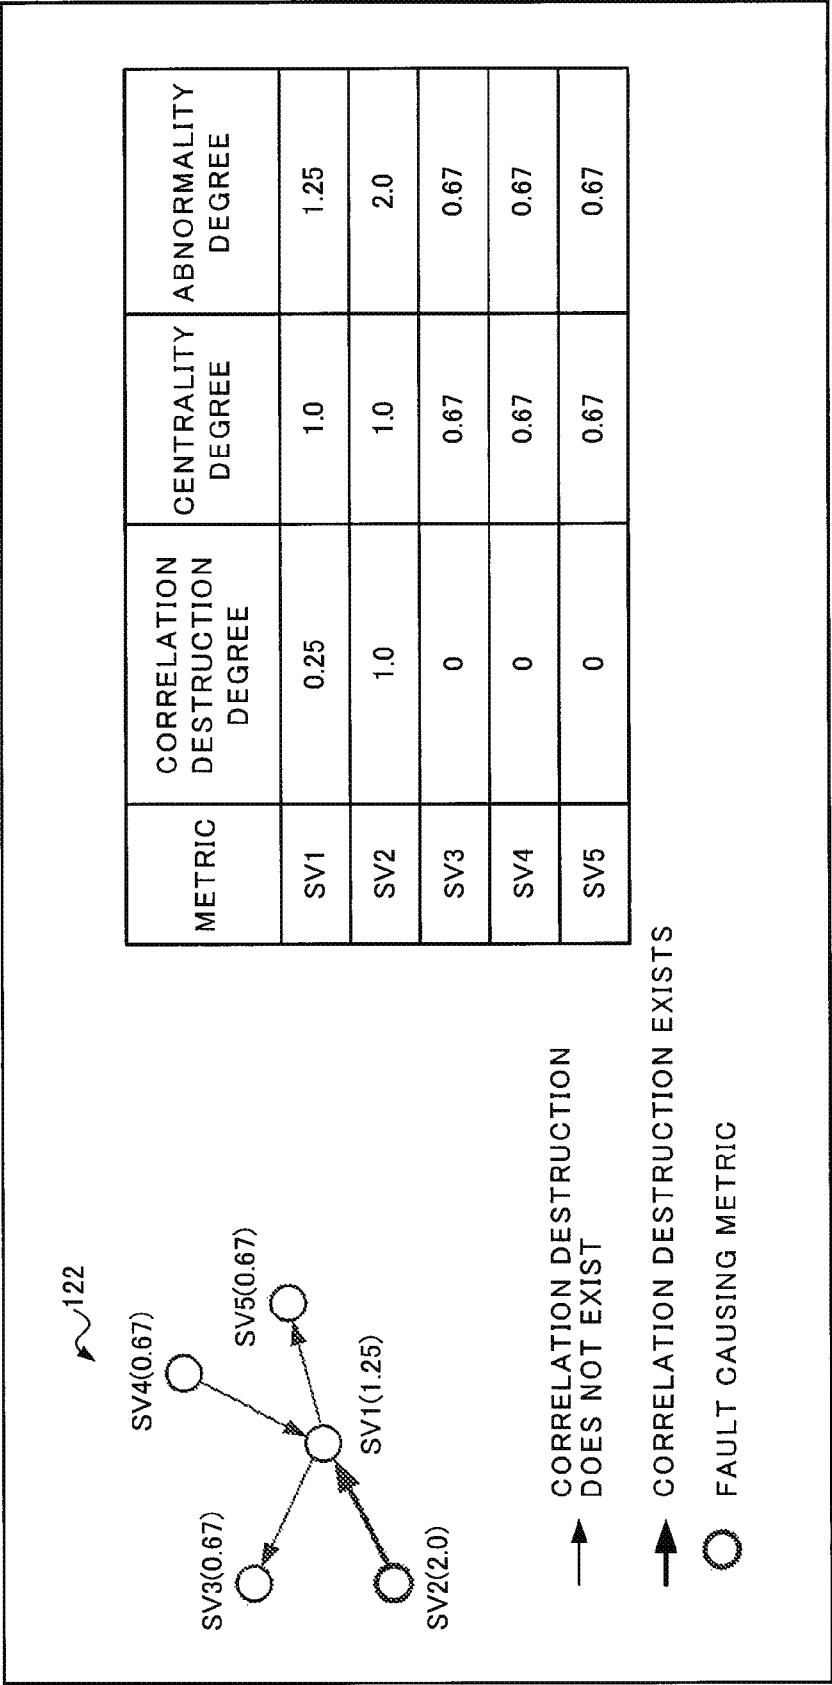 122
SV4(0.67)
SV3(0.67)
SV5(0.67)
SV1(1.25)
SV2(2.0)
CORRELATION DESTRUCTION
DOES NOT EXIST
CORRELATION DESTRUCTION EXISTS
FAULT CAUSING METRIC
METRIC
CORRELATION
DESTRUCTION
DEGREE
CENTRALITY
DEGREE
ABNORMALITY
DEGREE
SV1 0.25 1.0 1.25
SV2 1.0 1.0 2.0
SV3 0 0.67 0.67
SV4 0 0.67 0.67
SV5 0 0.67 0.67